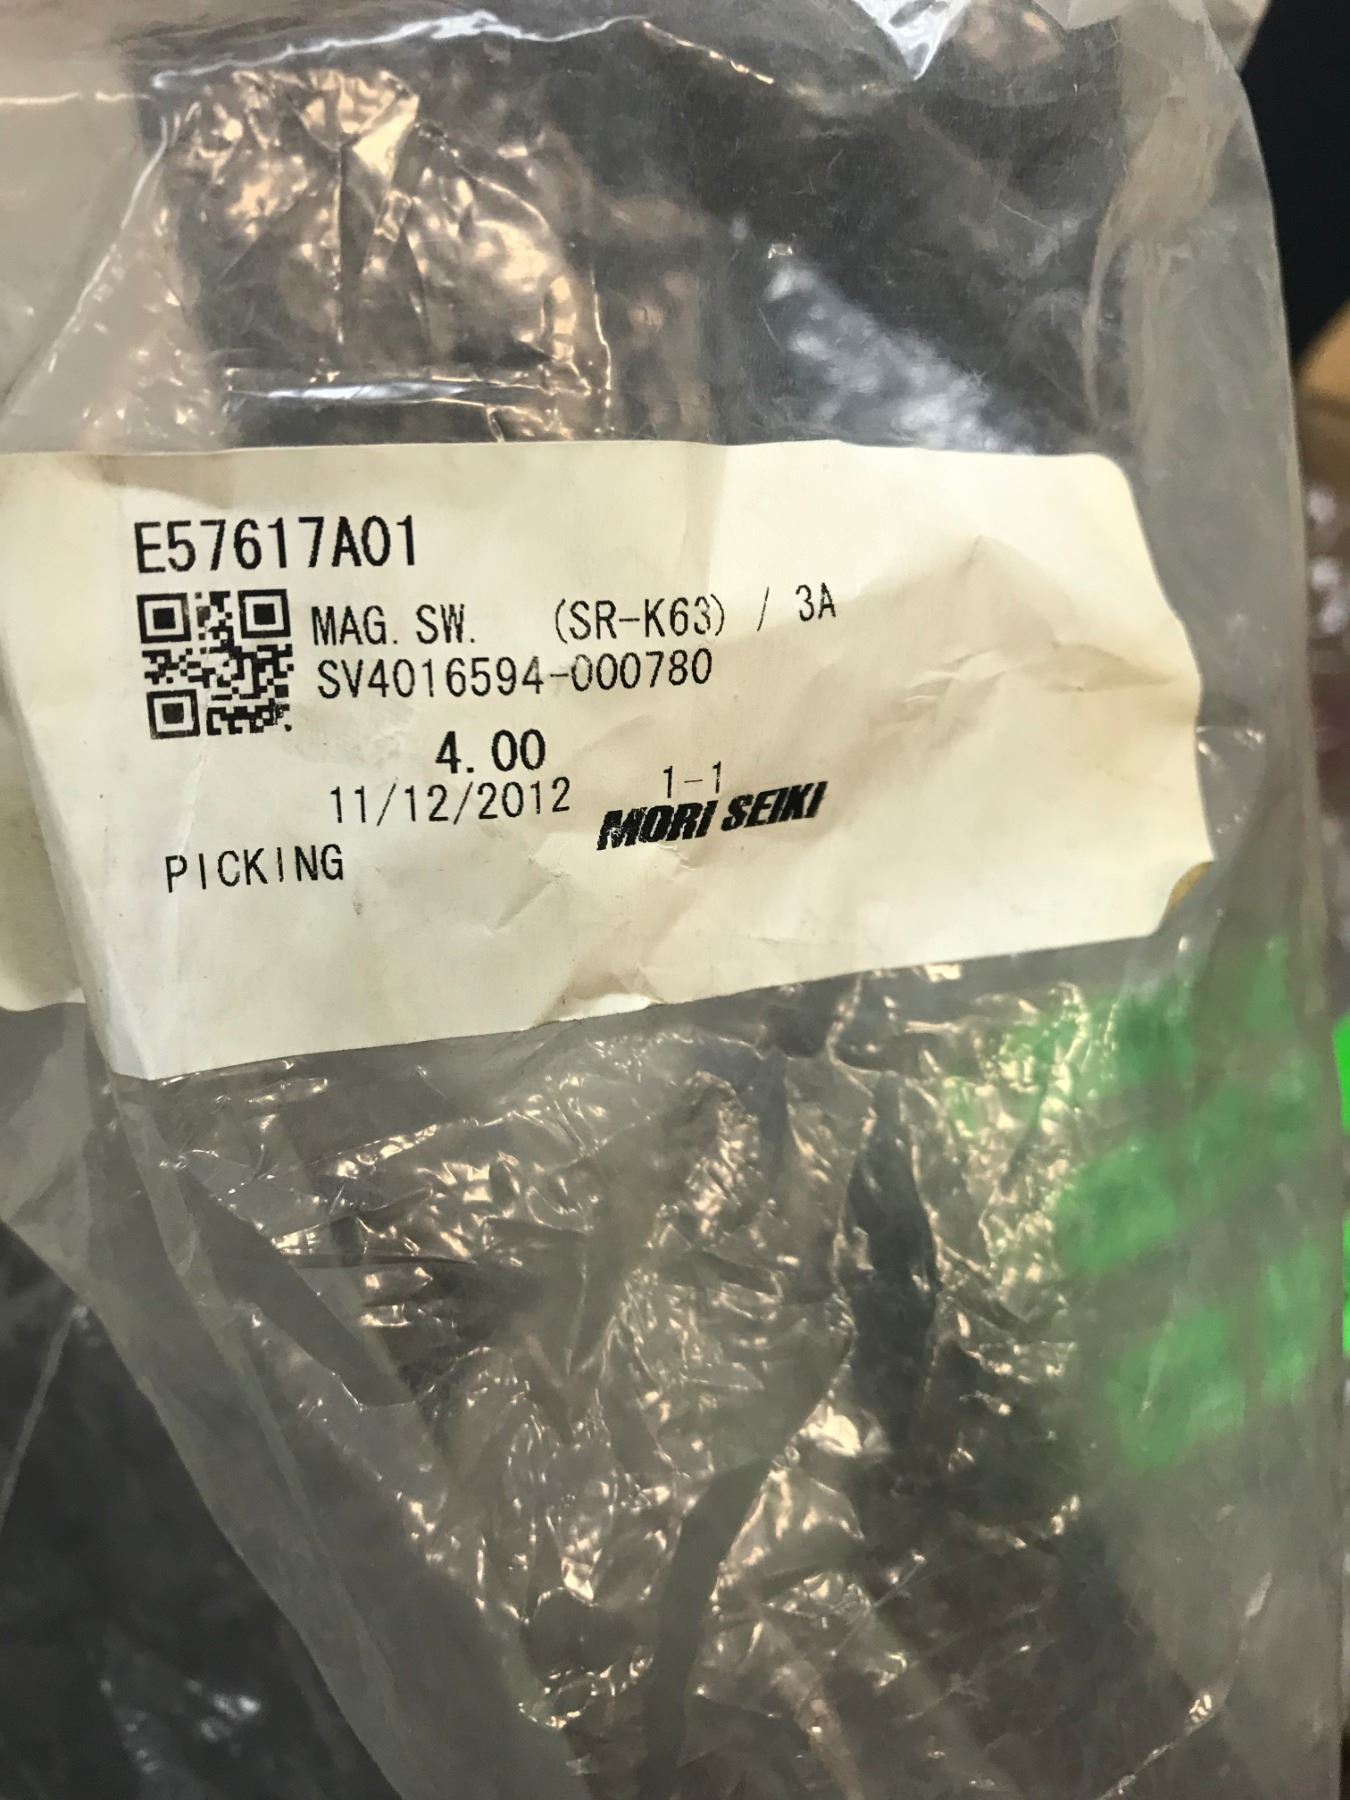 E57617A01
MAG. SW. (SR-K63) / 3A
SV4016594-000780
4.00
11/12/2012 1-1
MORI SEIKI
PICKING